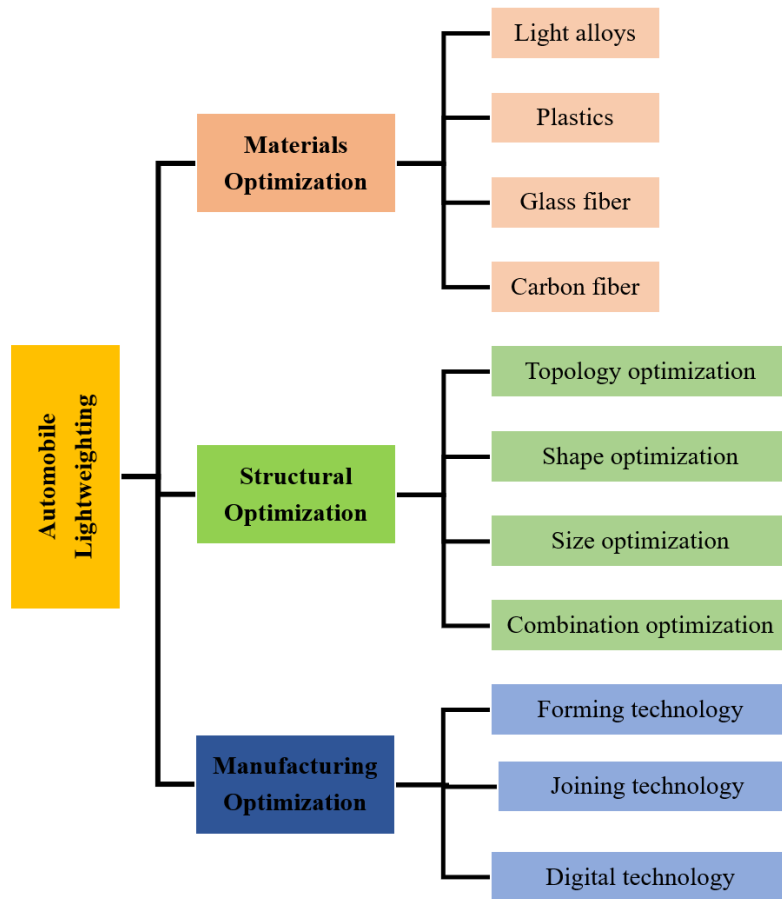 Automobile
Lightweighting
Materials
Optimization
Light alloys
Plastics
Glass fiber
Carbon fiber
Structural
Optimization
Topology optimization
Shape optimization
Size optimization
Combination optimization
Manufacturing
Optimization
Forming technology
Joining technology
Digital technology